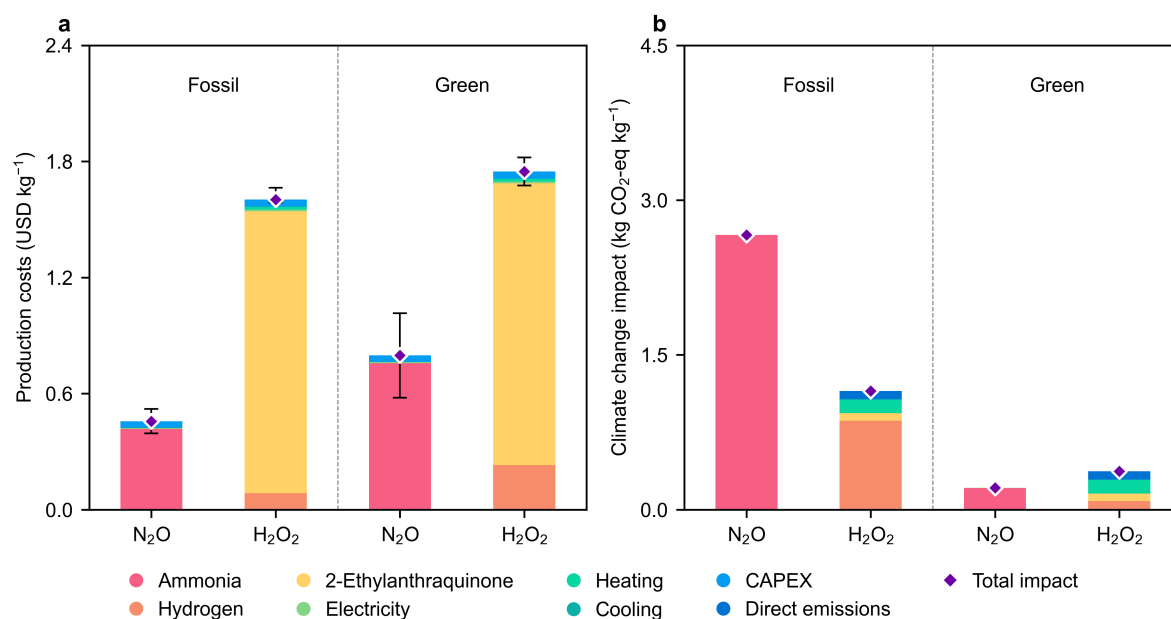 a
Production costs (USD kg⁻¹)
2.4
1.8
1.2
0.6
0.0
Fossil
Green
N₂O
H₂O₂
N₂O
H₂O₂
b
Climate change impact (kg CO₂-eq kg⁻¹)
4.5
3.0
1.5
0.0
Fossil
Green
N₂O
H₂O₂
N₂O
H₂O₂
Ammonia
2-Ethylanthraquinone
Heating
CAPEX
Total impact
Hydrogen
Electricity
Cooling
Direct emissions